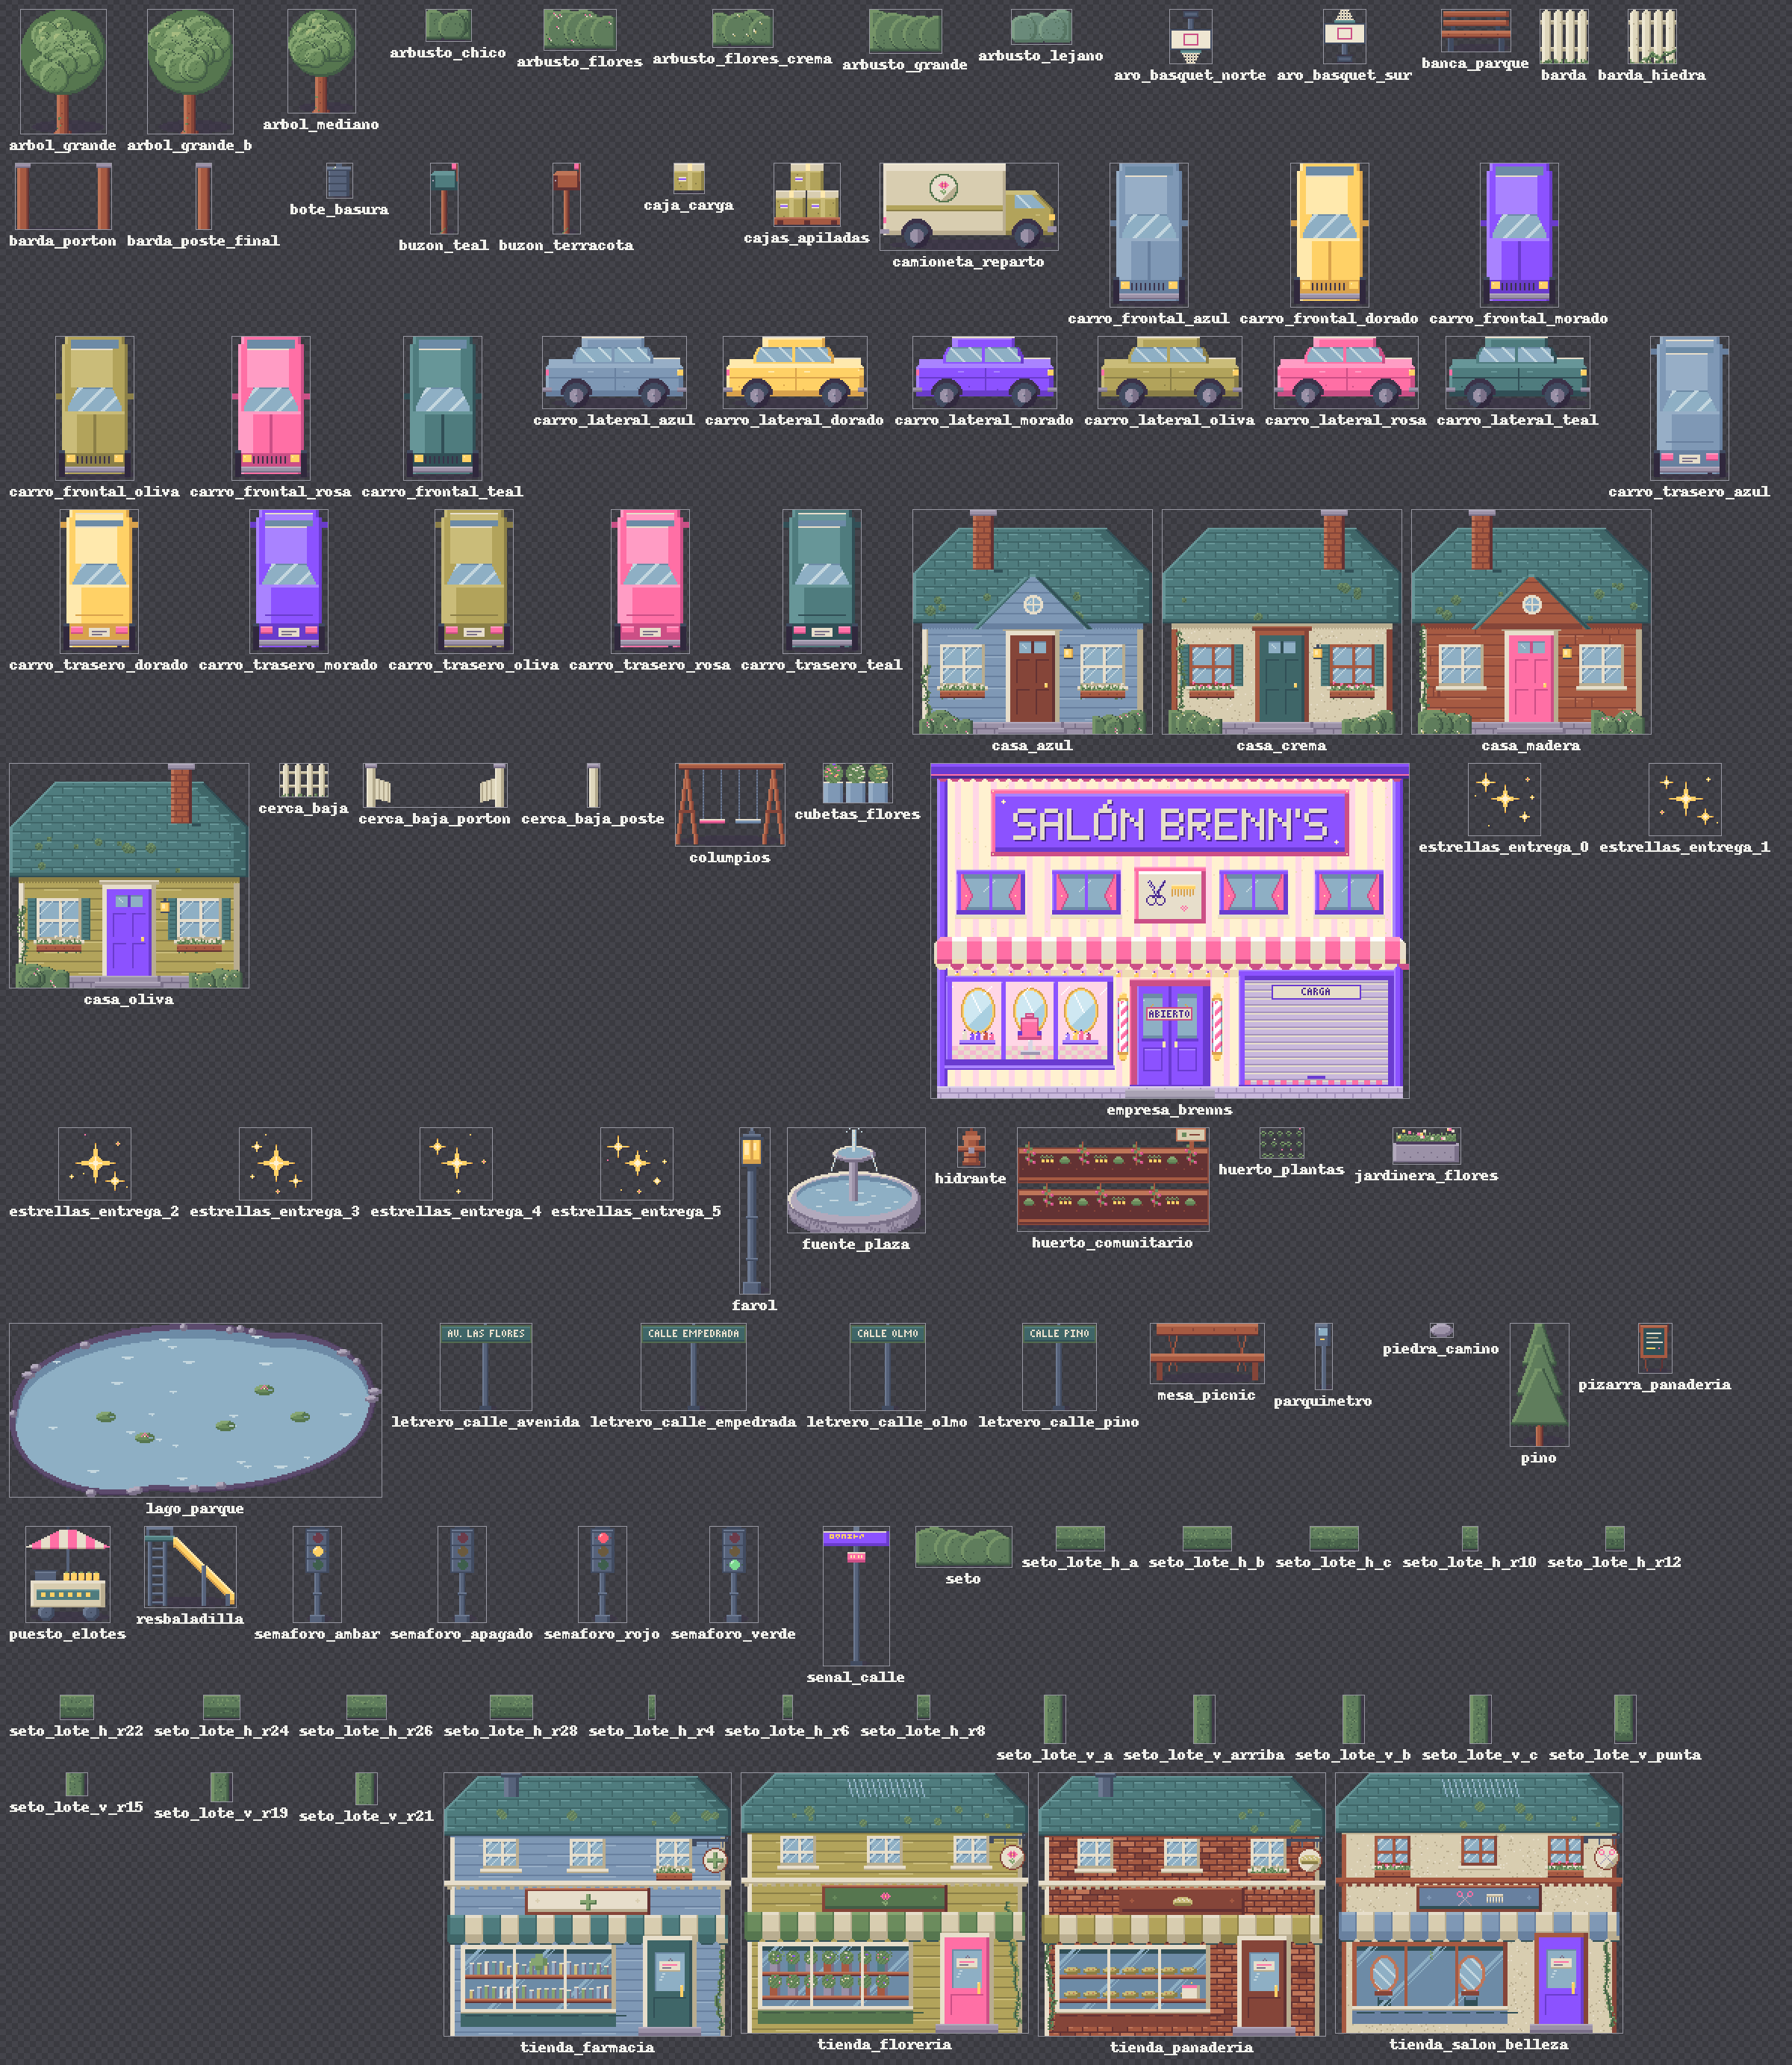 arbol_grande
arbol_grande_b
arbol_mediano
arbusto_chico
arbusto_flores
arbusto_flores_crema
arbusto_grande
arbusto_lejano
aro_basquet_norte
aro_basquet_sur
banca_parque
barda
barda_hiedra
barda_porton
barda_poste_final
bote_basura
buzon_teal
buzon_terracota
caja_carga
cajas_apiladas
camioneta_reparto
carro_frontal_azul
carro_frontal_dorado
carro_frontal_morado
carro_frontal_oliva
carro_frontal_rosa
carro_frontal_teal
carro_lateral_azul
carro_lateral_dorado
carro_lateral_morado
carro_lateral_oliva
carro_lateral_rosa
carro_lateral_teal
carro_trasero_azul
carro_trasero_dorado
carro_trasero_morado
carro_trasero_oliva
carro_trasero_rosa
carro_trasero_teal
casa_azul
casa_crema
casa_madera
casa_oliva
cerca_baja
cerca_baja_porton
cerca_baja_poste
columpios
cubetas_flores
SALÓN BRENN'S
CARGA
ABIERTO
empresa_brenns
estrellas_entrega_0
estrellas_entrega_1
estrellas_entrega_2
estrellas_entrega_3
estrellas_entrega_4
estrellas_entrega_5
farol
fuente_plaza
hidrante
huerto_comunitario
huerto_plantas
jardinera_flores
lago_parque
AV. LAS FLORES
letrero_calle_avenida
CALLE EMPEDRADA
letrero_calle_empedrada
CALLE OLMO
letrero_calle_olmo
CALLE PINO
letrero_calle_pino
mesa_picnic
parquimetro
piedra_camino
pino
pizarra_panaderia
puesto_elotes
resbaladilla
semaforo_ambar
semaforo_apagado
semaforo_rojo
semaforo_verde
senal_calle
seto
seto_lote_h_a
seto_lote_h_b
seto_lote_h_c
seto_lote_h_r10
seto_lote_h_r12
seto_lote_h_r22
seto_lote_h_r24
seto_lote_h_r26
seto_lote_h_r28
seto_lote_h_r4
seto_lote_h_r6
seto_lote_h_r8
seto_lote_v_a
seto_lote_v_arriba
seto_lote_v_b
seto_lote_v_c
seto_lote_v_punta
seto_lote_v_r15
seto_lote_v_r19
seto_lote_v_r21
tienda_farmacia
tienda_floreria
tienda_panaderia
tienda_salon_belleza